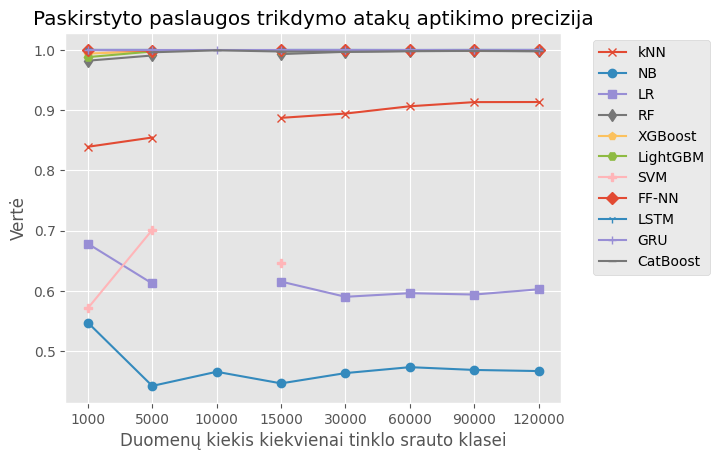 Paskirstyto paslaugos trikdymo atakų aptikimo precizija
1.0
0.9
0.8
0.7
0.6
0.5
Vertė
1000 5000 10000 15000 30000 60000 90000 120000
Duomenų kiekis kiekvienai tinklo srauto klasei
kNN
NB
LR
RF
XGBoost
LightGBM
SVM
FF-NN
LSTM
GRU
CatBoost